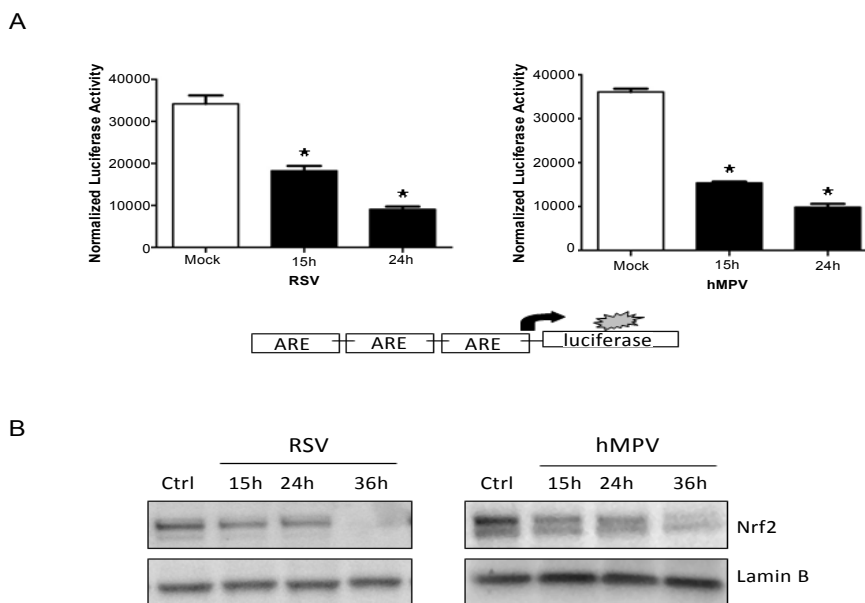 A
Normalized Luciferase Activity
40000
30000
20000
10000
0
*
*
Mock
15h
24h
RSV
Normalized Luciferase Activity
40000
30000
20000
10000
0
*
*
Mock
15h
24h
hMPV
ARE
ARE
ARE
luciferase
B
RSV
Ctrl 15h 24h 36h
hMPV
Ctrl 15h 24h 36h
Nrf2
Lamin B